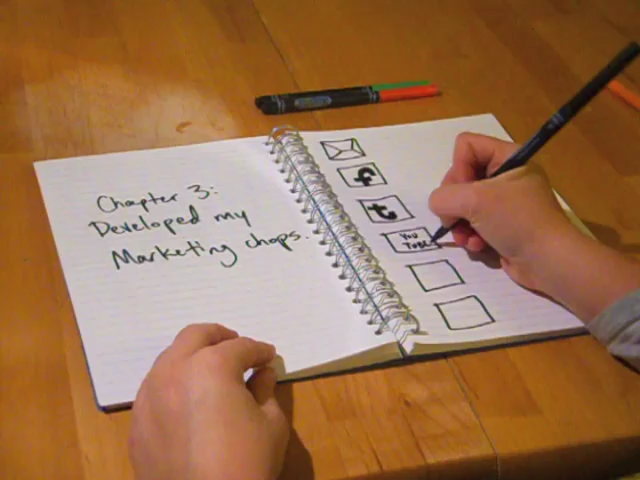 Chapter 3:
Developed my
Marketing chops.
f
t
You
Tube